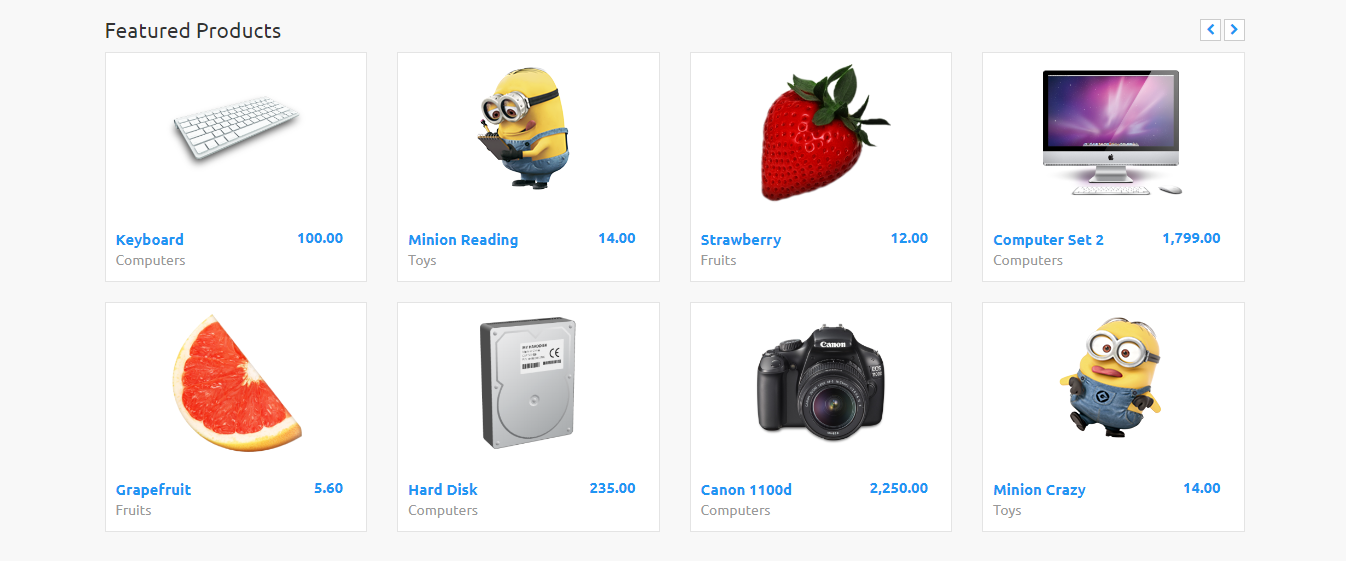 Featured Products
Keyboard 100.00
Computers
Minion Reading 14.00
Toys
Strawberry 12.00
Fruits
Computer Set 2 1,799.00
Computers
Grapefruit 5.60
Fruits
Hard Disk 235.00
Computers
Canon
EOS
Canon 1100d 2,250.00
Computers
Minion Crazy 14.00
Toys